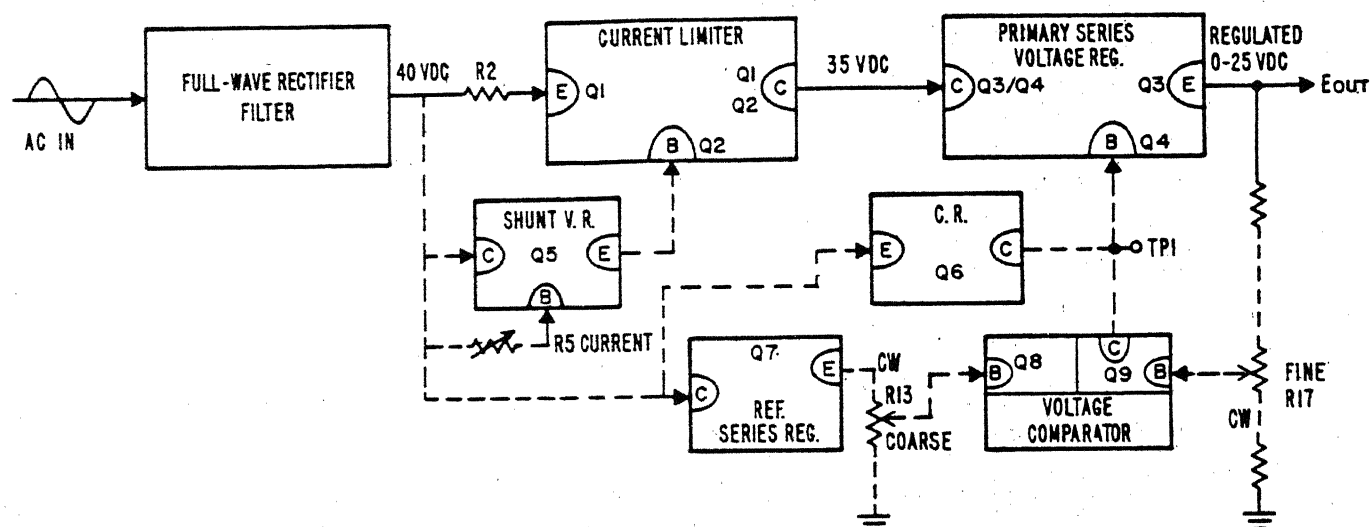 AC IN
FULL-WAVE RECTIFIER
FILTER
40 VDC
R2
CURRENT LIMITER
E
Q1
Q1
Q2
C
B
Q2
35 VDC
PRIMARY SERIES
VOLTAGE REG.
C
Q3/Q4
Q3
E
B
Q4
REGULATED
0-25 VDC
EOUT
SHUNT V.R.
C
Q5
E
B
R5 CURRENT
C.R.
E
C
Q6
TP1
Q7
E
C
REF.
SERIES REG.
CW
R13
COARSE
B
Q8
C
Q9
B
VOLTAGE
COMPARATOR
FINE
R17
CW